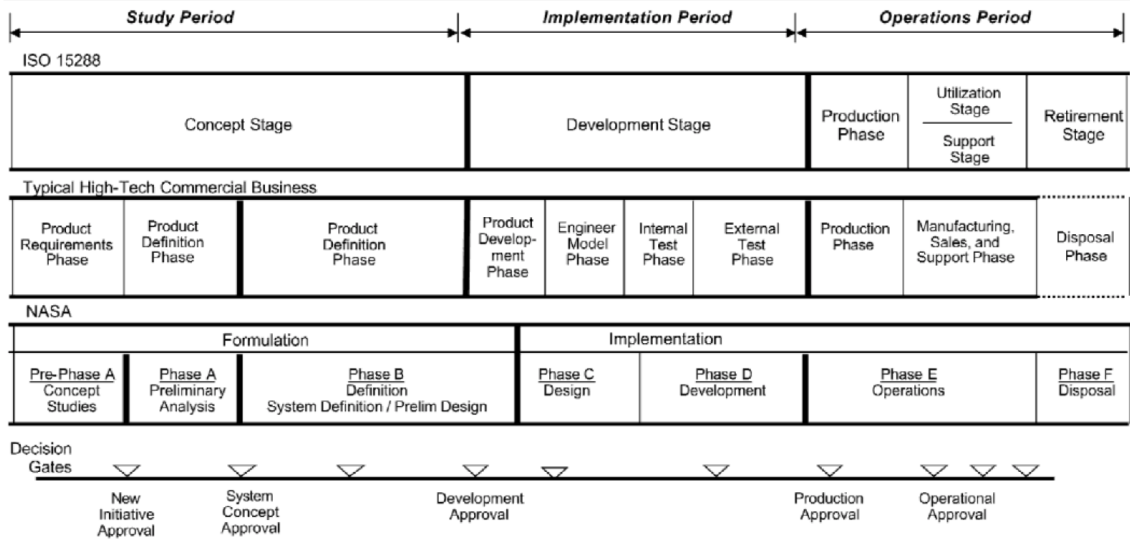 Study Period Implementation Period Operations Period
ISO 15288
Concept Stage
Development Stage
Production
Phase
Utilization
Stage
Support
Stage
Retirement
Stage
Typical High-Tech Commercial Business
Product
Requirements
Phase
Product
Definition
Phase
Product
Definition
Phase
Product
Develop-
ment
Phase
Engineer
Model
Phase
Internal
Test
Phase
External
Test
Phase
Production
Phase
Manufacturing,
Sales, and
Support Phase
Disposal
Phase
NASA
Formulation
Implementation
Pre-Phase A
Concept
Studies
Phase A
Preliminary
Analysis
Phase B
Definition
System Definition / Prelim Design
Phase C
Design
Phase D
Development
Phase E
Operations
Phase F
Disposal
Decision
Gates
New
Initiative
Approval
System
Concept
Approval
Development
Approval
Production
Approval
Operational
Approval